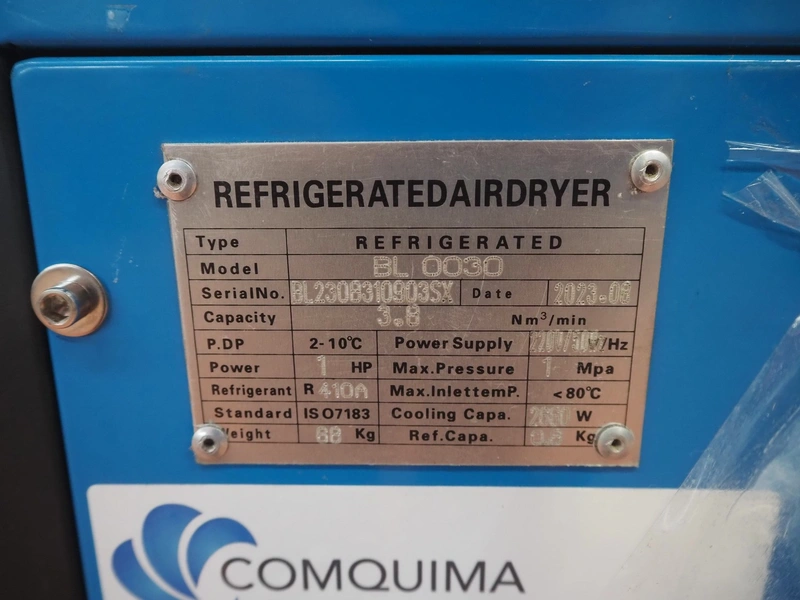 REFRIGERATEDAIRDRYER
Type REFRIGERATED
Model BL 0030
SerialNo. BL2308310903SX Date 2023-08
Capacity 3.8 Nm³/min
P.DP 2-10℃ Power Supply V/Hz
Power 1 HP Max.Pressure 1 Mpa
Refrigerant R 410A Max.InlettemP. <80℃
Standard ISO7183 Cooling Capa. W
Weight 68 Kg Ref.Capa. Kg
COMQUIMA